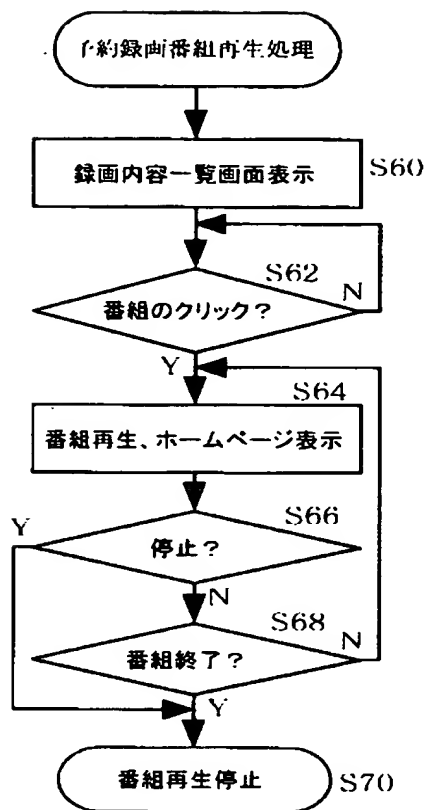 予約録画番組再生処理
録画内容一覧画面表示
S60
S62
番組のクリック?
N
Y
S64
番組再生、ホームページ表示
S66
Y
停止?
N
S68
番組終了?
N
Y
番組再生停止
S70